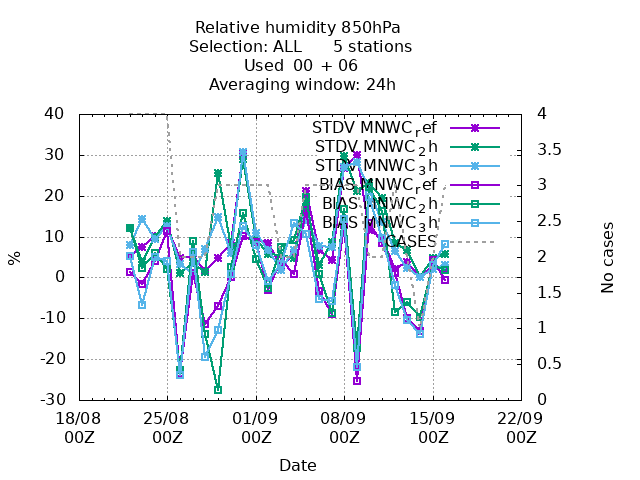 Relative humidity 850hPa
Selection: ALL 5 stations
Used 00 + 06
Averaging window: 24h
40 4
STDV MNWC_ref
STDV MNWC_2h
30 3.5
STDV MNWC_3h
BIAS MNWC_ref
20 3
BIAS MNWC_2h
BIAS MNWC_3h
10 2.5
CASES
% No cases
0 2
1.5
-10 1
-20 0.5
-30 0
18/08 25/08 01/09 08/09 15/09 22/09
00Z 00Z 00Z 00Z 00Z 00Z
Date